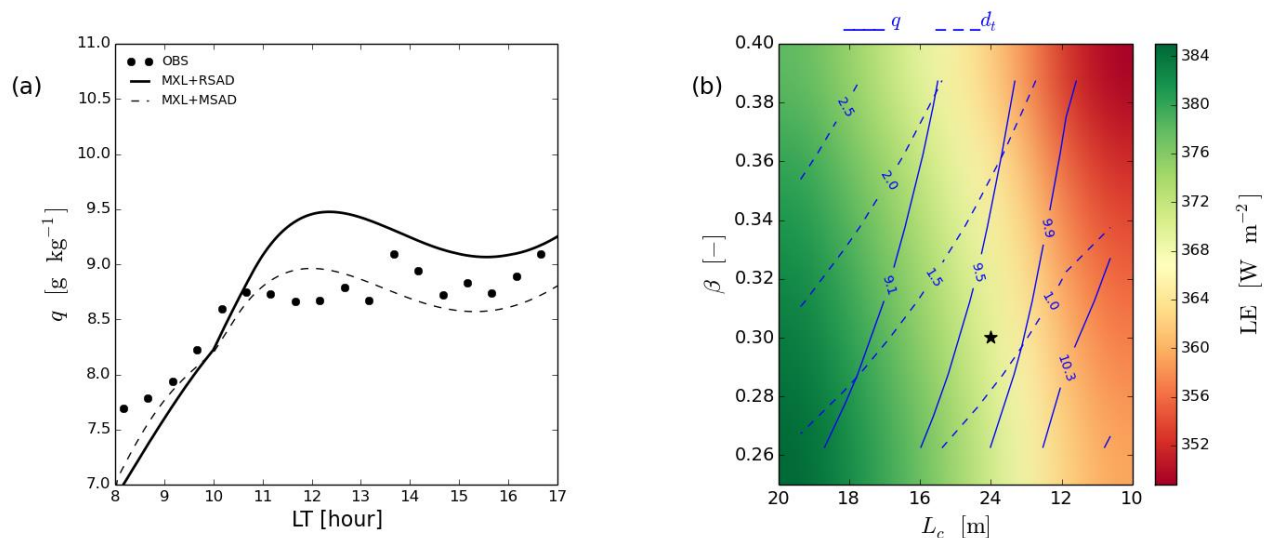 (a)
11.0
10.5
10.0
9.5
9.0
8.5
8.0
7.5
7.0
q [g kg⁻¹]
OBS
MXL+RSAD
MXL+MSAD
8 9 10 11 12 13 14 15 16 17
LT [hour]
(b)
q d_t
0.40
0.38
0.36
0.34
0.32
0.30
0.28
0.26
β [−]
2.5
2.0
1.5
1.0
9.1
9.5
9.9
10.3
20 18 24 12 10
L_c [m]
384
380
376
372
368
364
360
356
352
LE [W m⁻²]